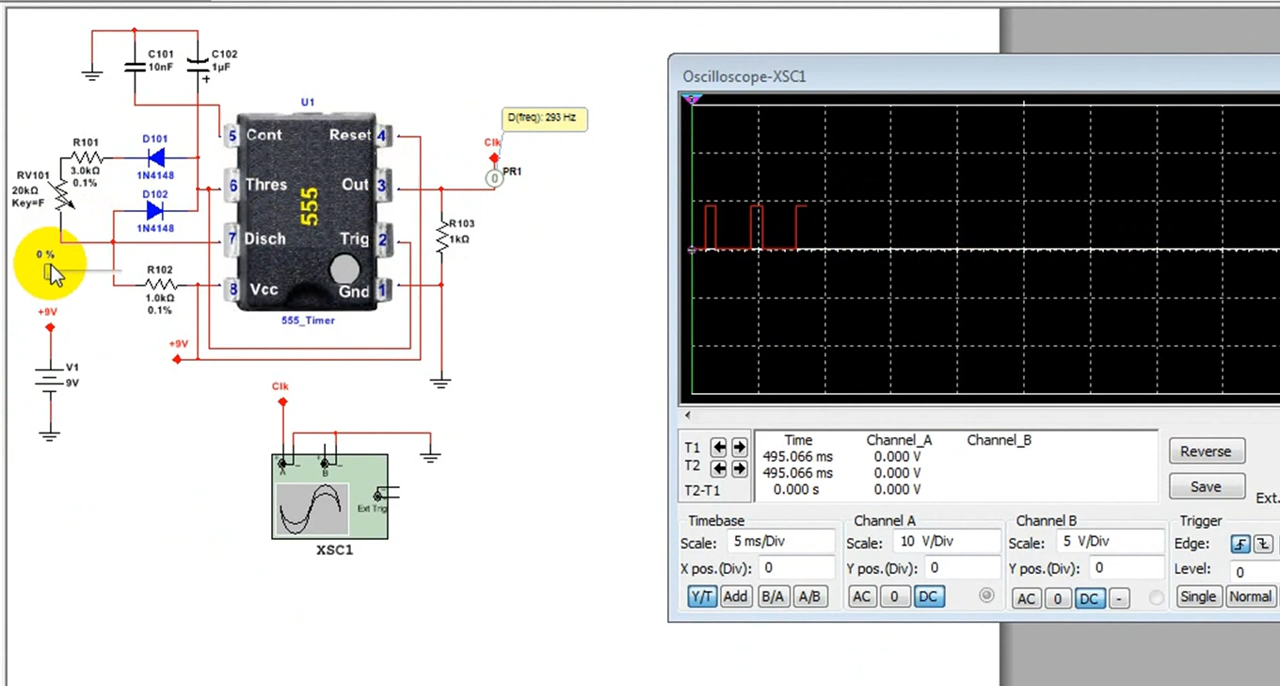 C101
10nF
C102
1µF
+
U1
D(freq): 293 Hz
Clk
PR1
0
5 Cont
Reset 4
R101
3.0kΩ
0.1%
D101
1N4148
RV101
20kΩ
Key=F
6 Thres
Out 3
555
D102
1N4148
R103
1kΩ
7 Disch
Trig 2
0 %
R102
1.0kΩ
0.1%
8 Vcc
Gnd 1
555_Timer
+9V
+9V
V1
9V
Clk
A
B
Ext Trig
XSC1
Oscilloscope-XSC1
Time Channel_A Channel_B
T1 495.066 ms 0.000 V
T2 495.066 ms 0.000 V
T2-T1 0.000 s 0.000 V
Reverse
Save
Ext.
Timebase
Scale: 5 ms/Div
X pos.(Div): 0
Y/T Add B/A A/B
Channel A
Scale: 10 V/Div
Y pos.(Div): 0
AC 0 DC
Channel B
Scale: 5 V/Div
Y pos.(Div): 0
AC 0 DC -
Trigger
Edge:
Level: 0
Single Normal